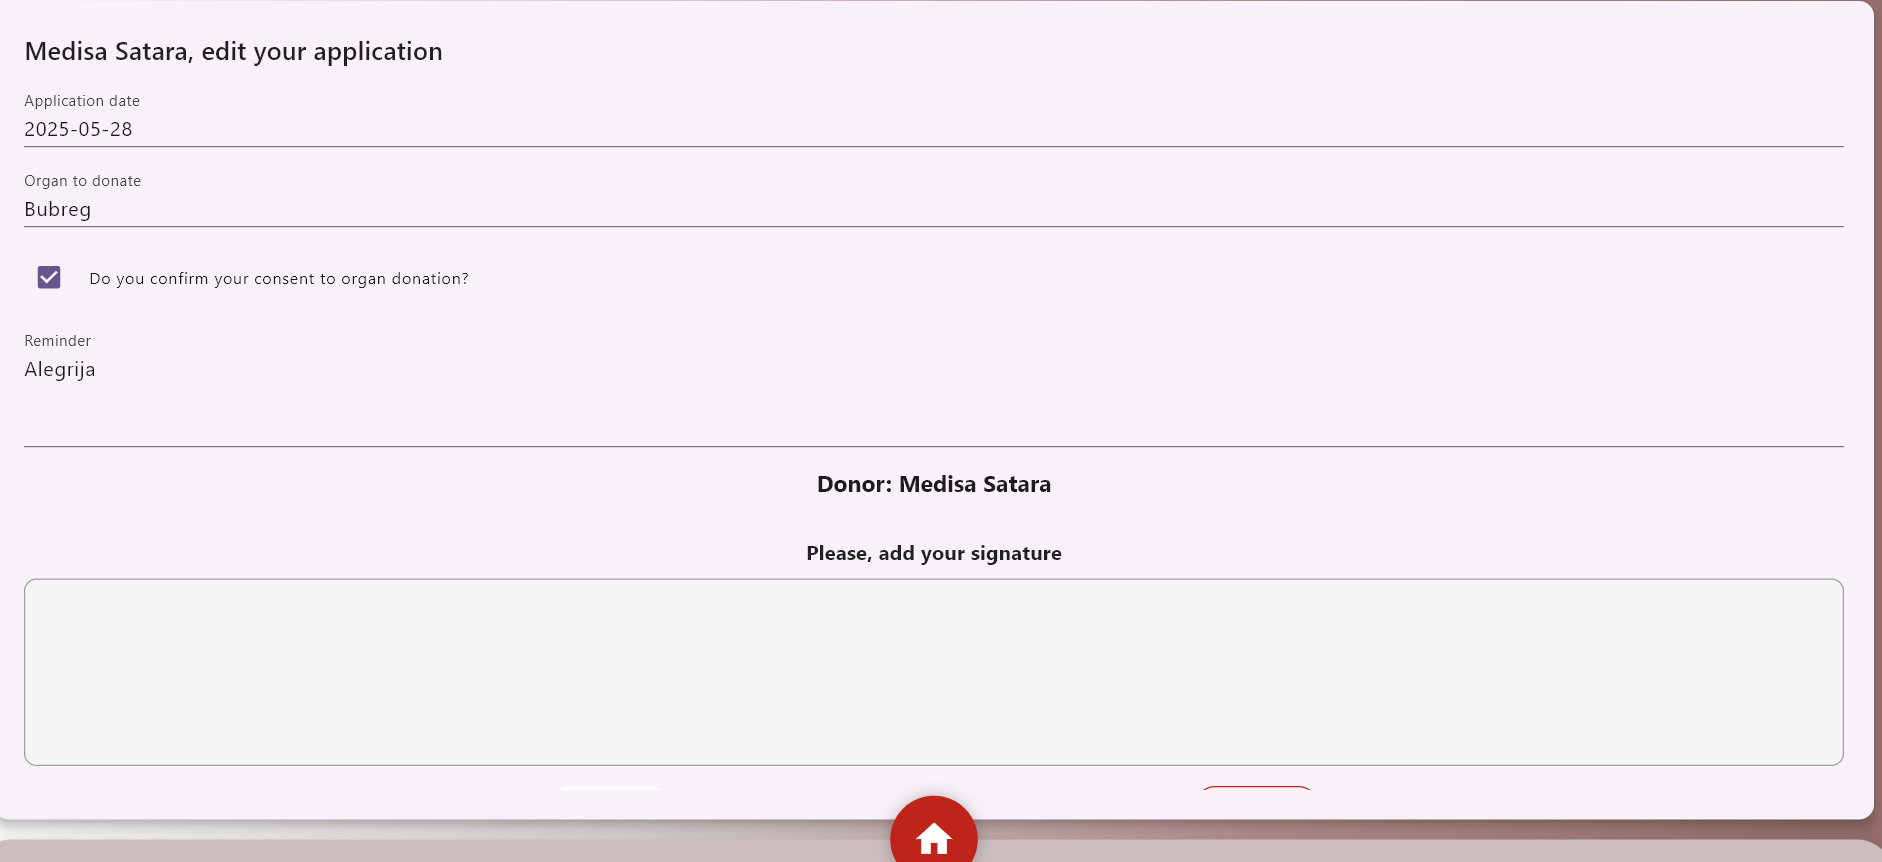 Medisa Satara, edit your application
Application date
2025-05-28
Organ to donate
Bubreg
Do you confirm your consent to organ donation?
Reminder
Alegrija
Donor: Medisa Satara
Please, add your signature